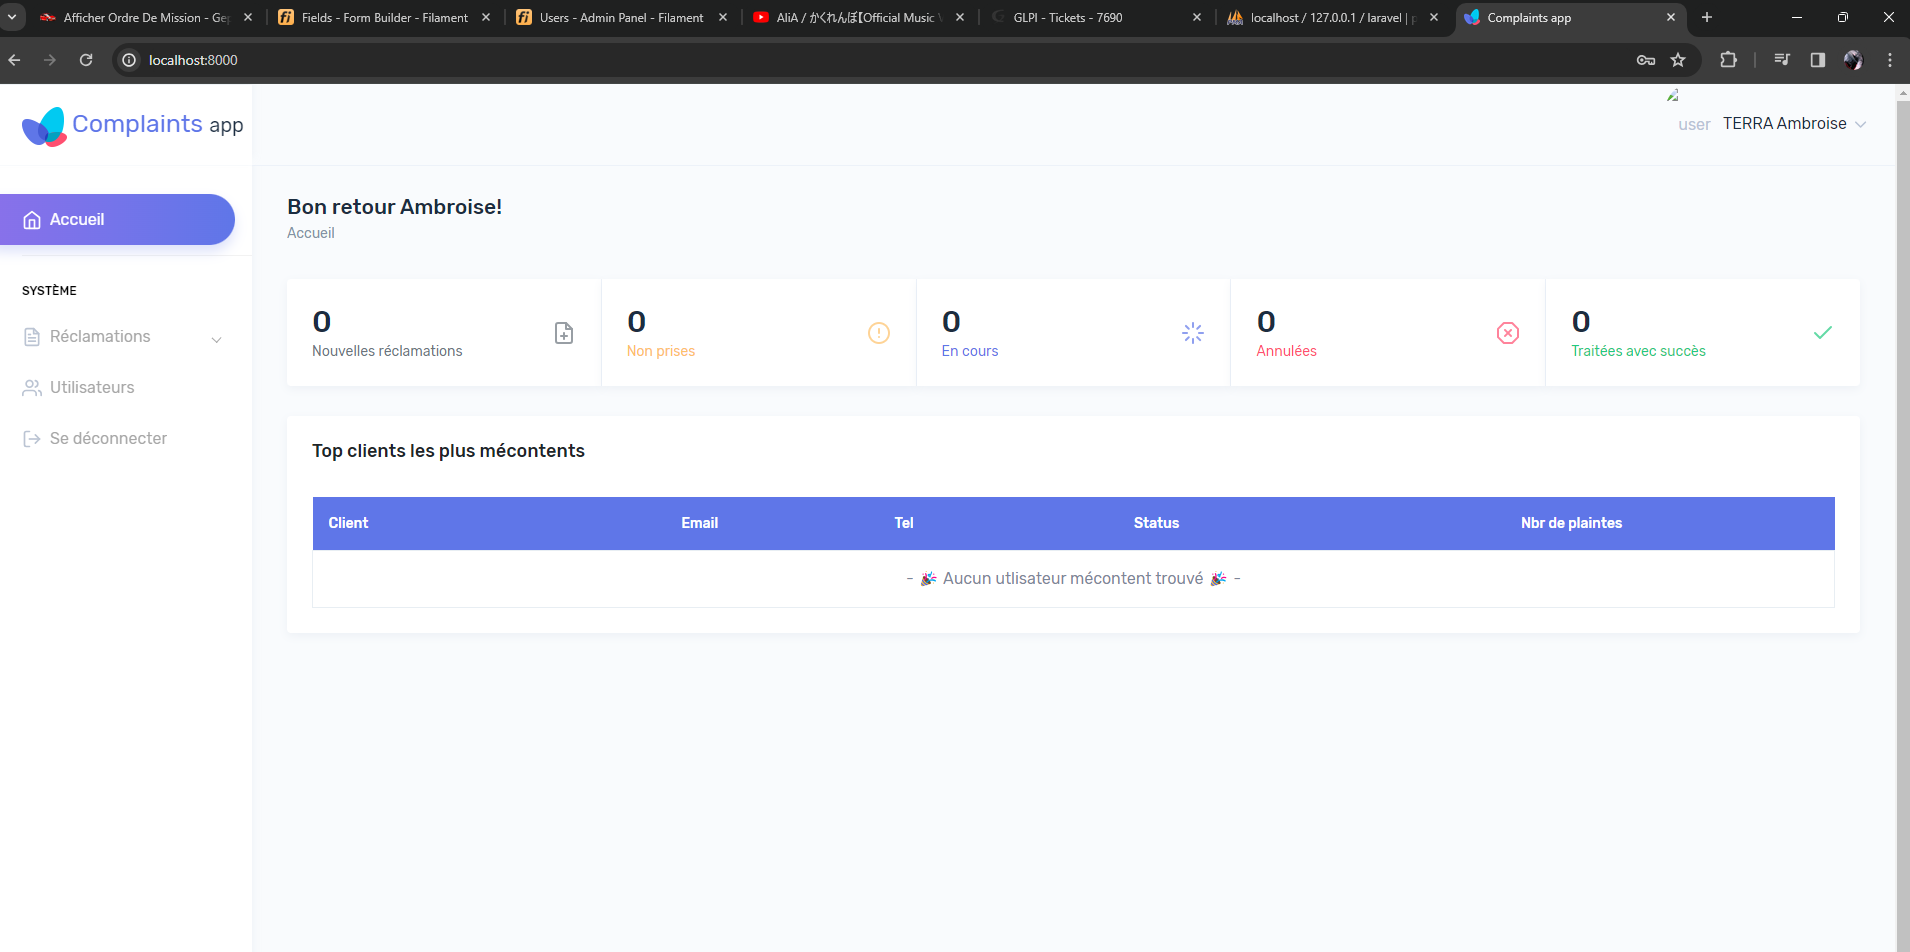 Afficher Ordre De Mission - Gep
Fields - Form Builder - Filament
Users - Admin Panel - Filament
AliA / かくれんぼ【Official Music V
GLPI - Tickets - 7690
localhost / 127.0.0.1 / laravel | p
Complaints app
localhost:8000
Complaints app
user TERRA Ambroise
Accueil
SYSTÈME
Réclamations
Utilisateurs
Se déconnecter
Bon retour Ambroise!
Accueil
0
Nouvelles réclamations
0
Non prises
0
En cours
0
Annulées
0
Traitées avec succès
Top clients les plus mécontents
Client Email Tel Status Nbr de plaintes
- 🎉 Aucun utlisateur mécontent trouvé 🎉 -